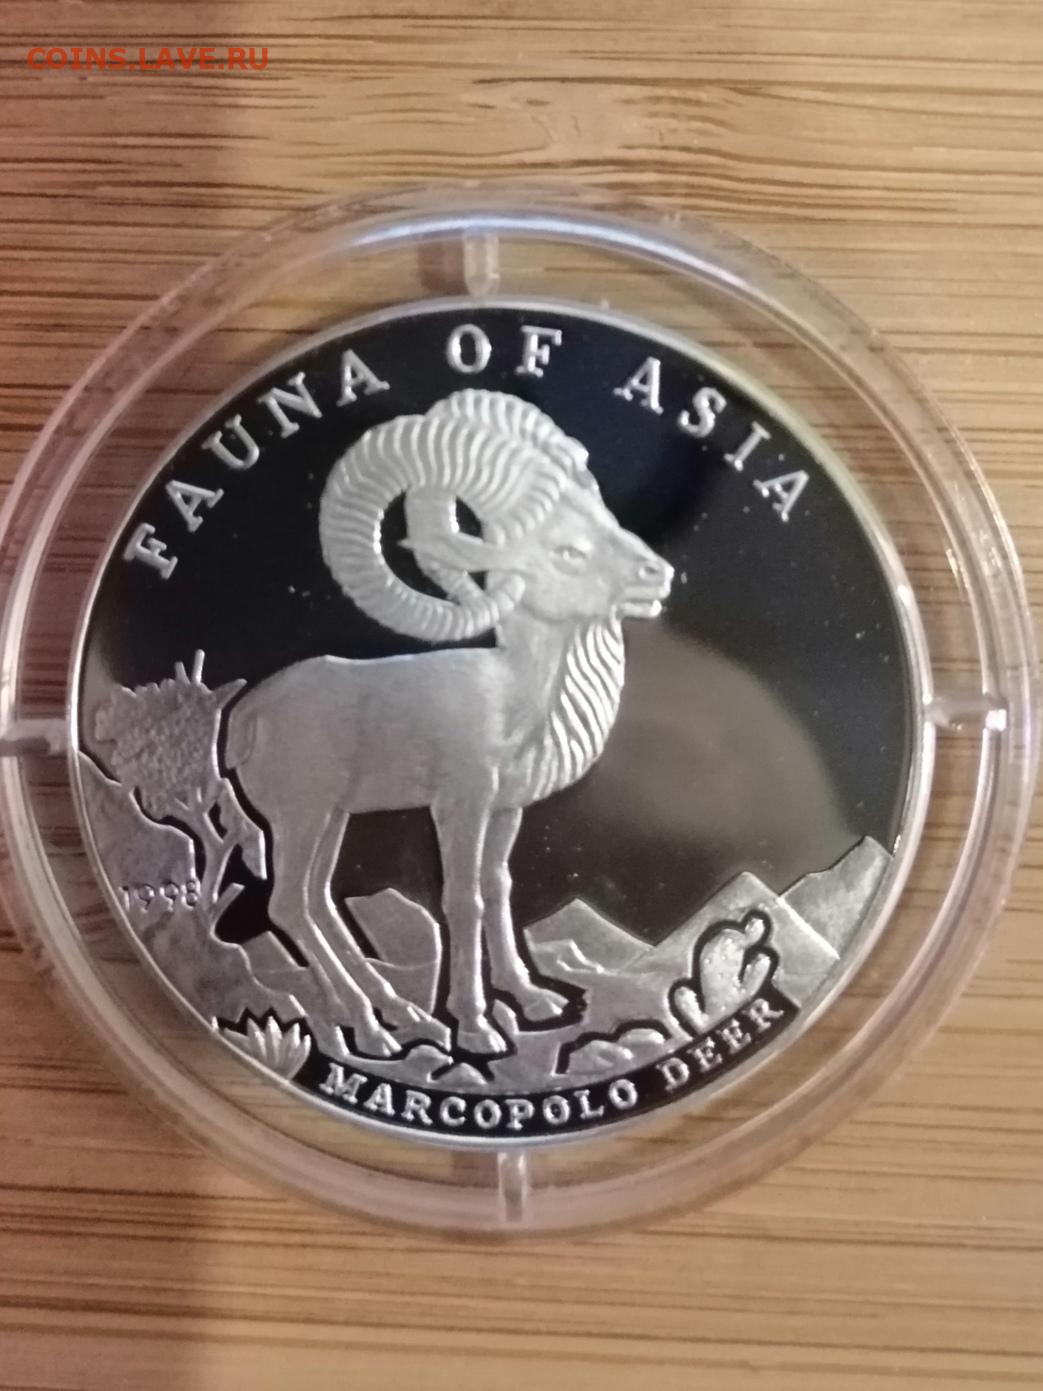 COINS.LAVE.RU
FAUNA OF ASIA
1998
MARCOPOLO DEER